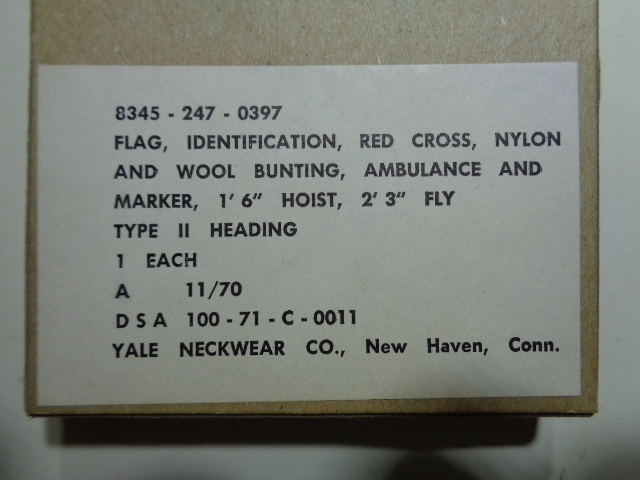 8345 - 247 - 0397
FLAG, IDENTIFICATION, RED CROSS, NYLON
AND WOOL BUNTING, AMBULANCE AND
MARKER, 1' 6" HOIST, 2' 3" FLY
TYPE II HEADING
1 EACH
A 11/70
D S A 100 - 71 - C - 0011
YALE NECKWEAR CO., New Haven, Conn.